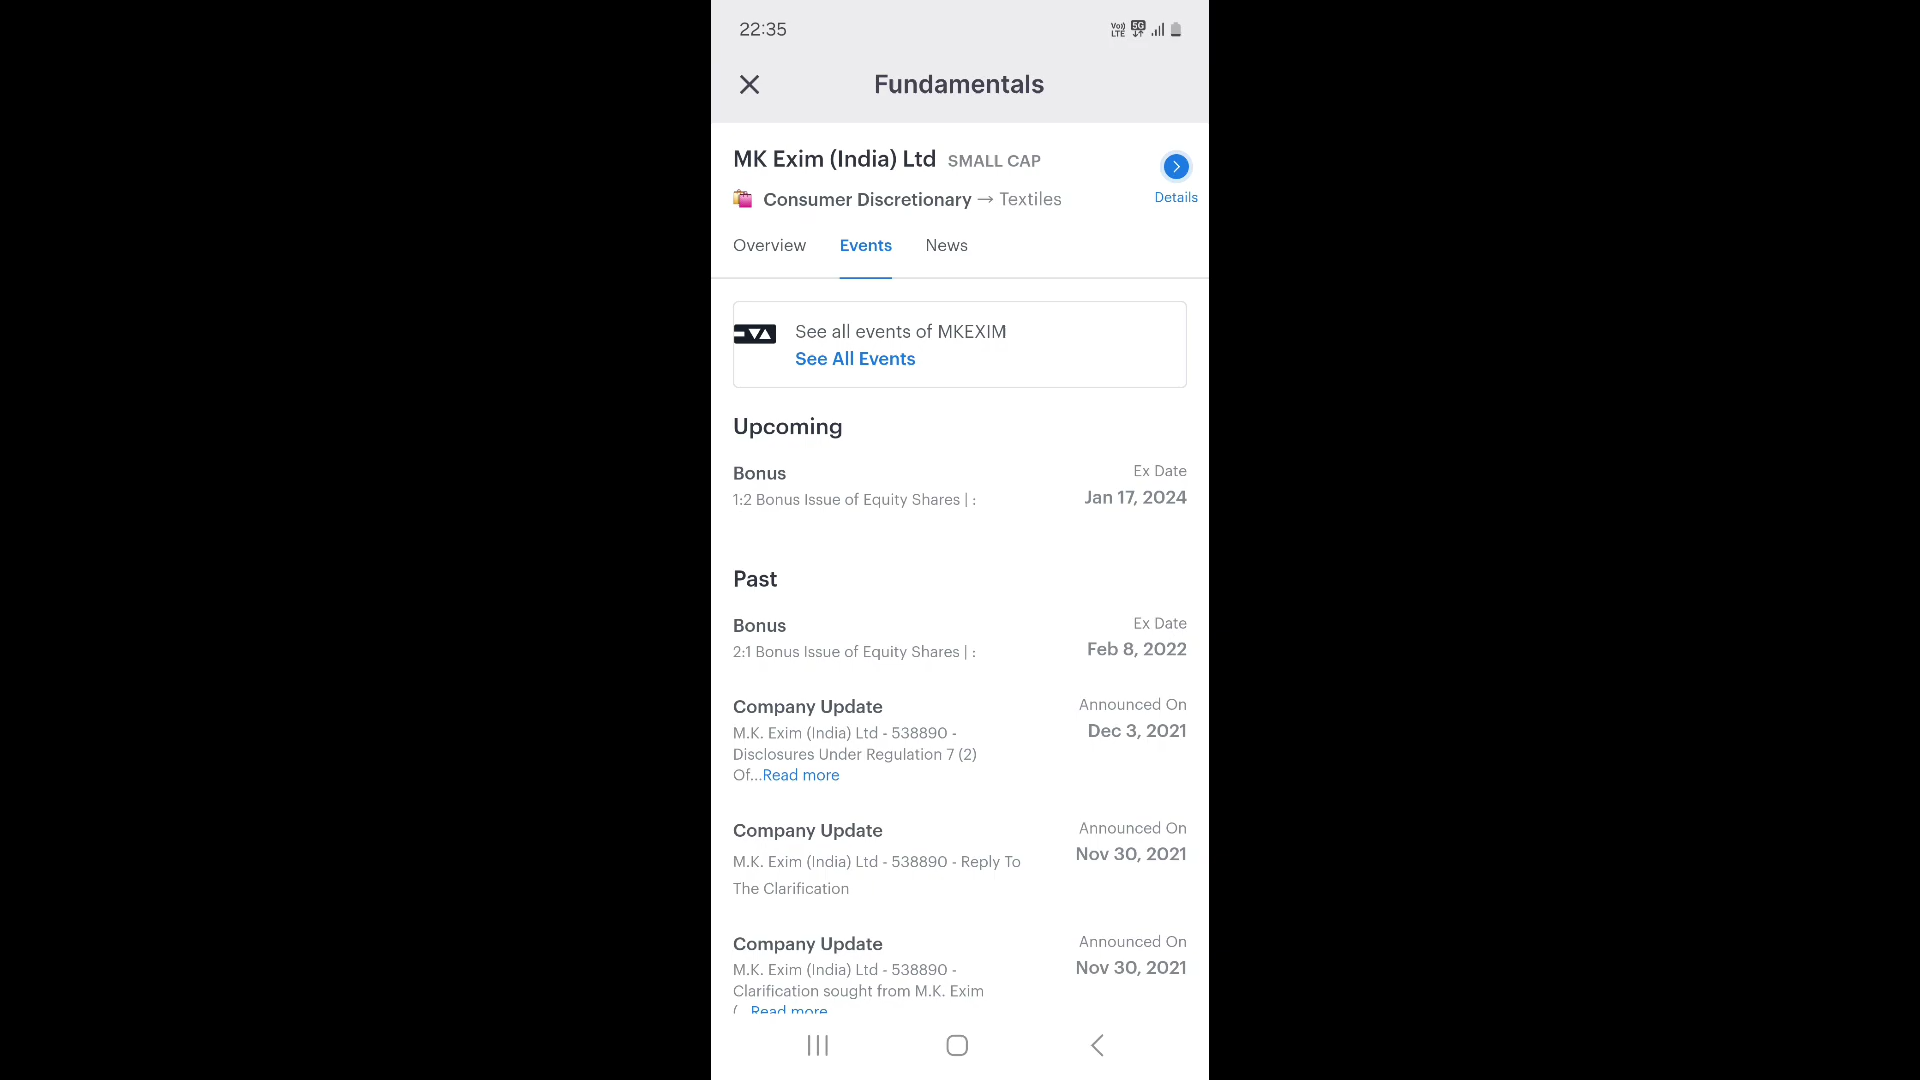 22:35
Vo)) LTE 5G
Fundamentals
MK Exim (India) Ltd SMALL CAP
Consumer Discretionary → Textiles
Details
Overview Events News
See all events of MKEXIM
See All Events
Upcoming
Bonus Ex Date
1:2 Bonus Issue of Equity Shares | : Jan 17, 2024
Past
Bonus Ex Date
2:1 Bonus Issue of Equity Shares | : Feb 8, 2022
Company Update Announced On
M.K. Exim (India) Ltd - 538890 - Dec 3, 2021
Disclosures Under Regulation 7 (2)
Of...Read more
Company Update Announced On
M.K. Exim (India) Ltd - 538890 - Reply To Nov 30, 2021
The Clarification
Company Update Announced On
M.K. Exim (India) Ltd - 538890 - Nov 30, 2021
Clarification sought from M.K. Exim
(...Read more